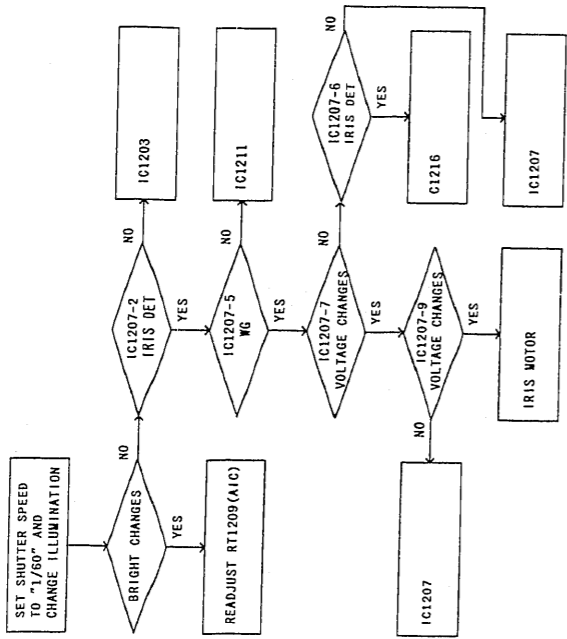 SET SHUTTER SPEED
TO "1/60" AND
CHANGE ILLUMINATION
BRIGHT CHANGES
NO
YES
READJUST RT1209(AIC)
IC1207-2
IRIS DET
NO
IC1203
YES
IC1207-5
WG
NO
IC1211
YES
IC1207-7
VOLTAGE CHANGES
NO
IC1207-6
IRIS DET
NO
YES
C1216
IC1207
YES
IC1207-9
VOLTAGE CHANGES
NO
IC1207
YES
IRIS MOTOR